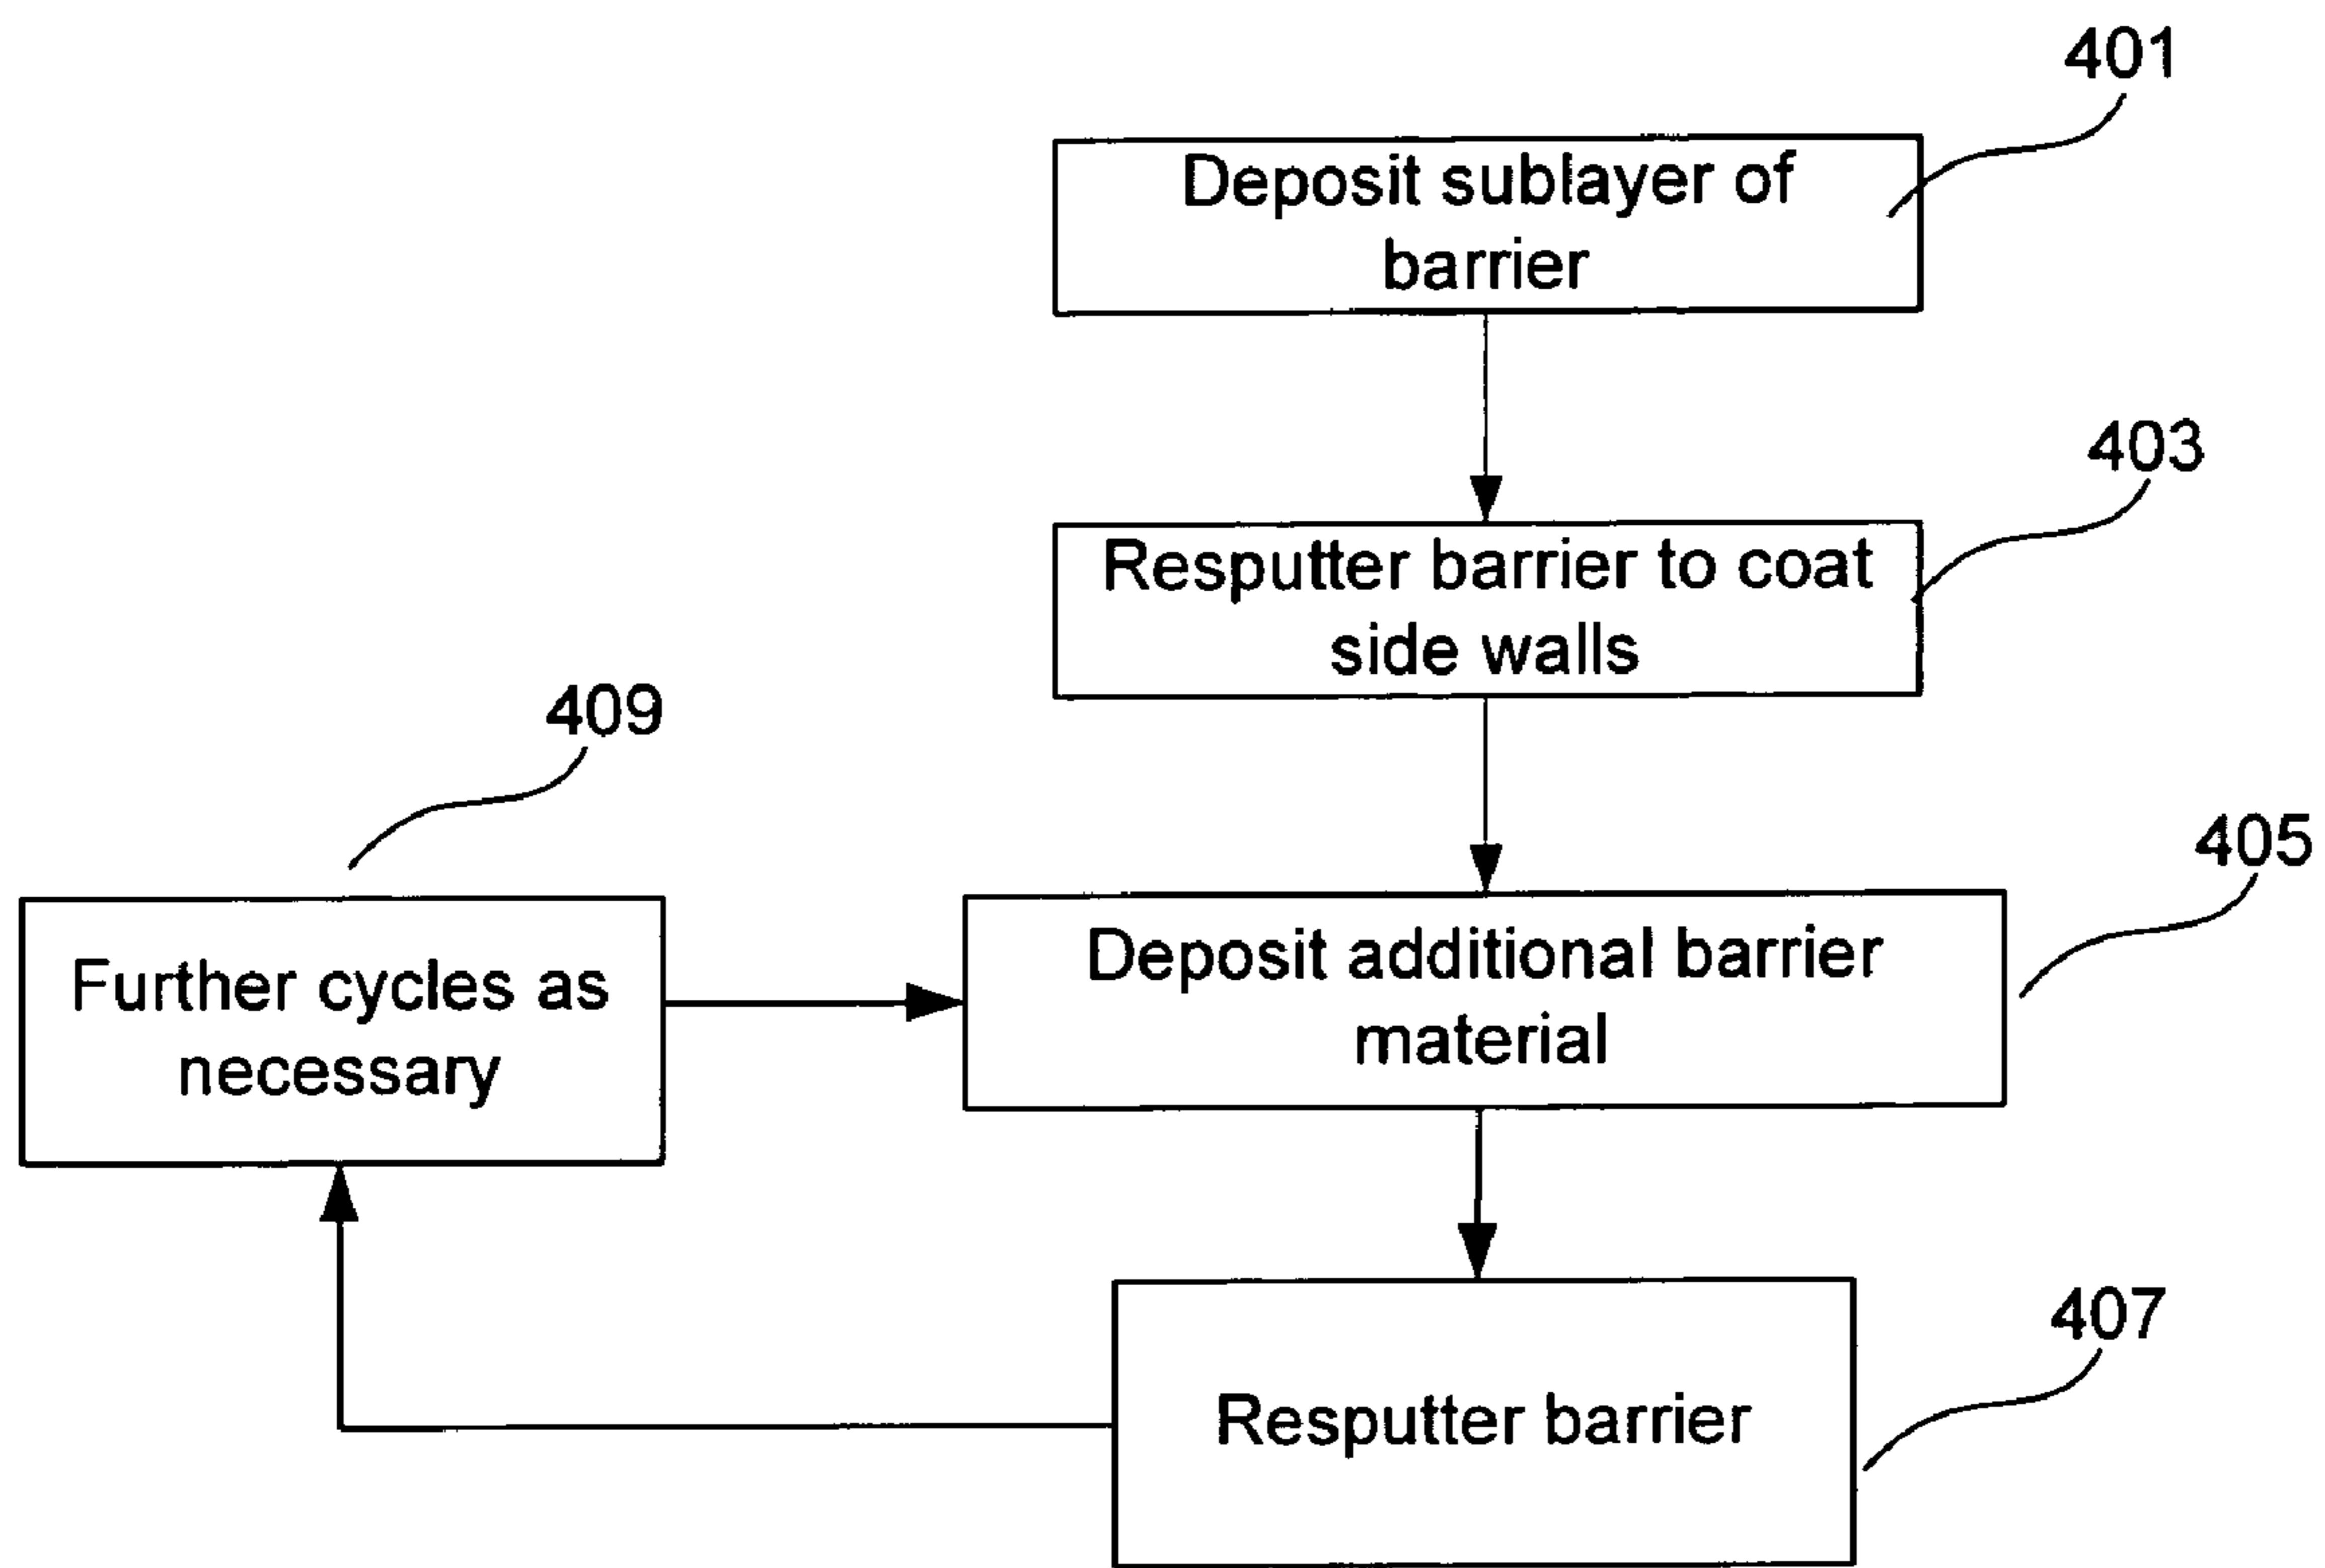 401
Deposit sublayer of
barrier
403
Resputter barrier to coat
side walls
409
405
Further cycles as
necessary
Deposit additional barrier
material
407
Resputter barrier